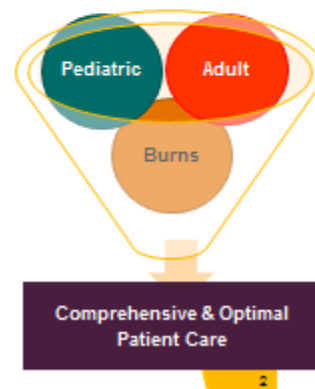 Pediatric
Adult
Burns
Comprehensive & Optimal
Patient Care
2